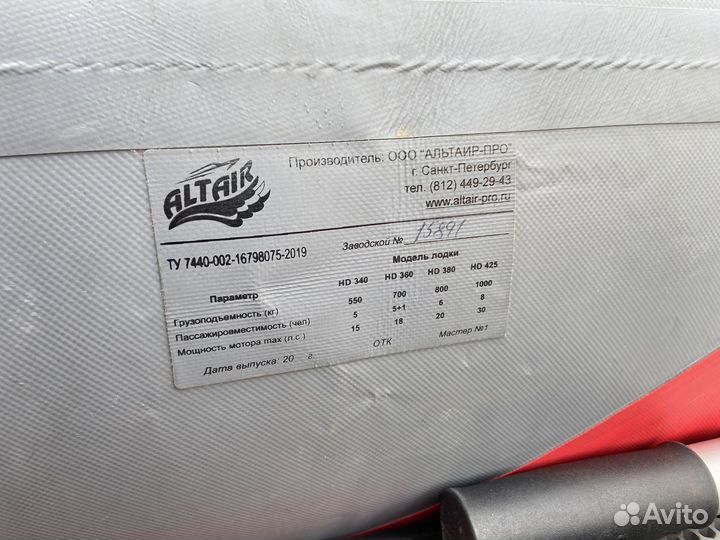 ALTAIR
Производитель: ООО "АЛЬТАИР-ПРО"
г. Санкт-Петербург
тел. (812) 449-29-43
www.altair-pro.ru
ТУ 7440-002-16798075-2019
Заводской № 15891
Модель лодки
Параметр HD 340 HD 360 HD 380 HD 425
Грузоподъемность (кг) 550 700 800 1000
Пассажировместимость (чел) 5 5+1 6 8
Мощность мотора max (л.с.) 15 18 20 30
Дата выпуска: 20 г. ОТК Мастер №1
Avito